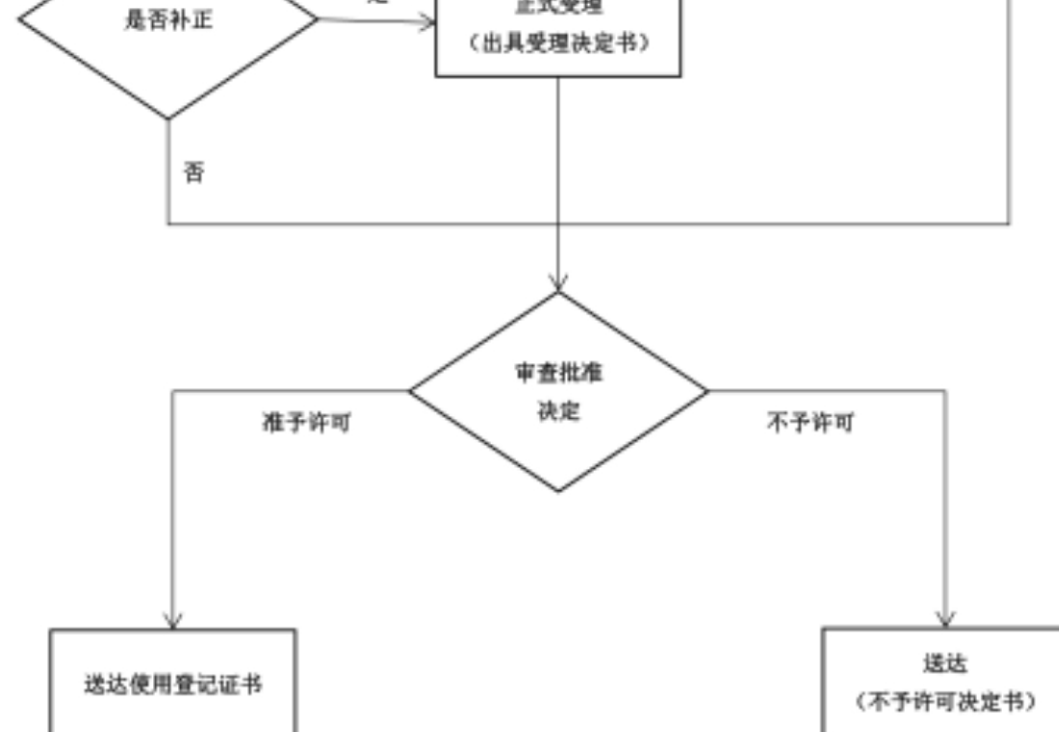 是否补正
正式受理
（出具受理决定书）
否
审查批准
决定
准予许可
不予许可
送达使用登记证书
送达
（不予许可决定书）